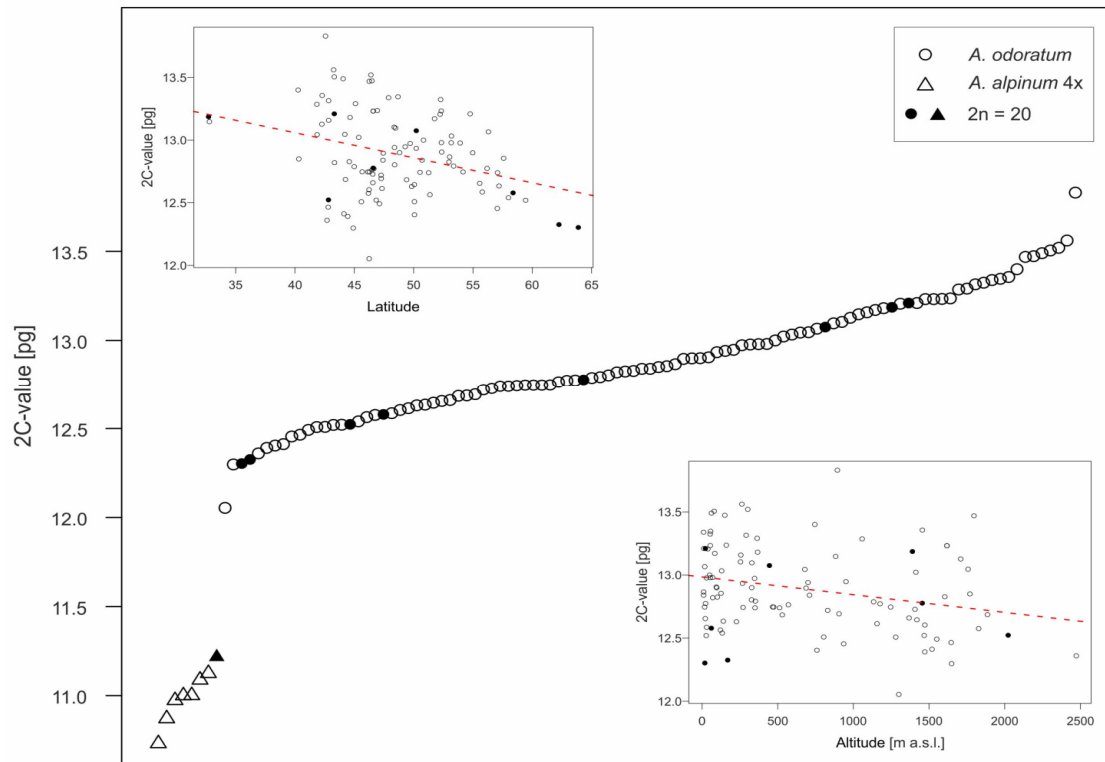 A. odoratum
A. alpinum 4x
2n = 20
2C-value [pg]
13.5
13.0
12.5
12.0
11.5
11.0
2C-value [pg]
13.5
13.0
12.5
12.0
35 40 45 50 55 60 65
Latitude
2C-value [pg]
13.5
13.0
12.5
12.0
0 500 1000 1500 2000 2500
Altitude [m a.s.l.]